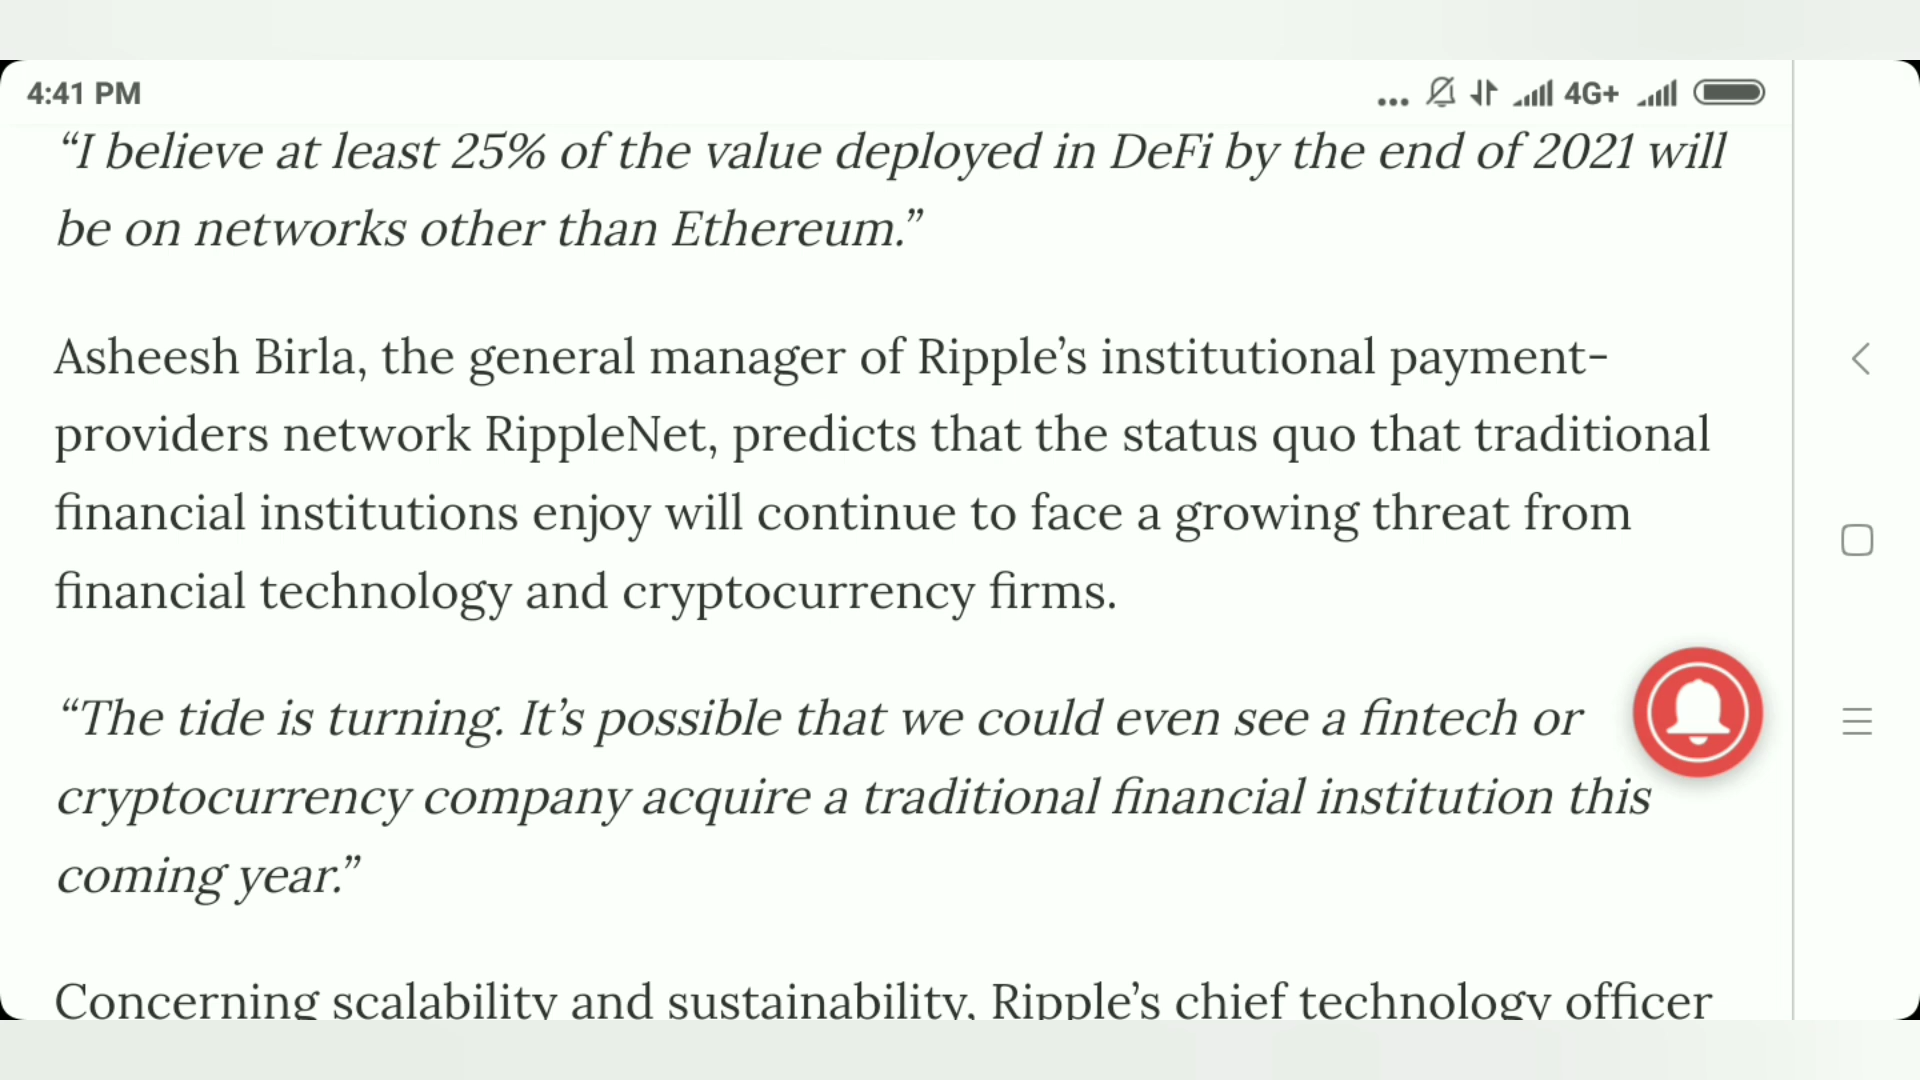 4:41 PM
... 4G+
“I believe at least 25% of the value deployed in DeFi by the end of 2021 will
be on networks other than Ethereum.”
Asheesh Birla, the general manager of Ripple’s institutional payment-
providers network RippleNet, predicts that the status quo that traditional
financial institutions enjoy will continue to face a growing threat from
financial technology and cryptocurrency firms.
“The tide is turning. It’s possible that we could even see a fintech or
cryptocurrency company acquire a traditional financial institution this
coming year.”
Concerning scalability and sustainability, Ripple’s chief technology officer